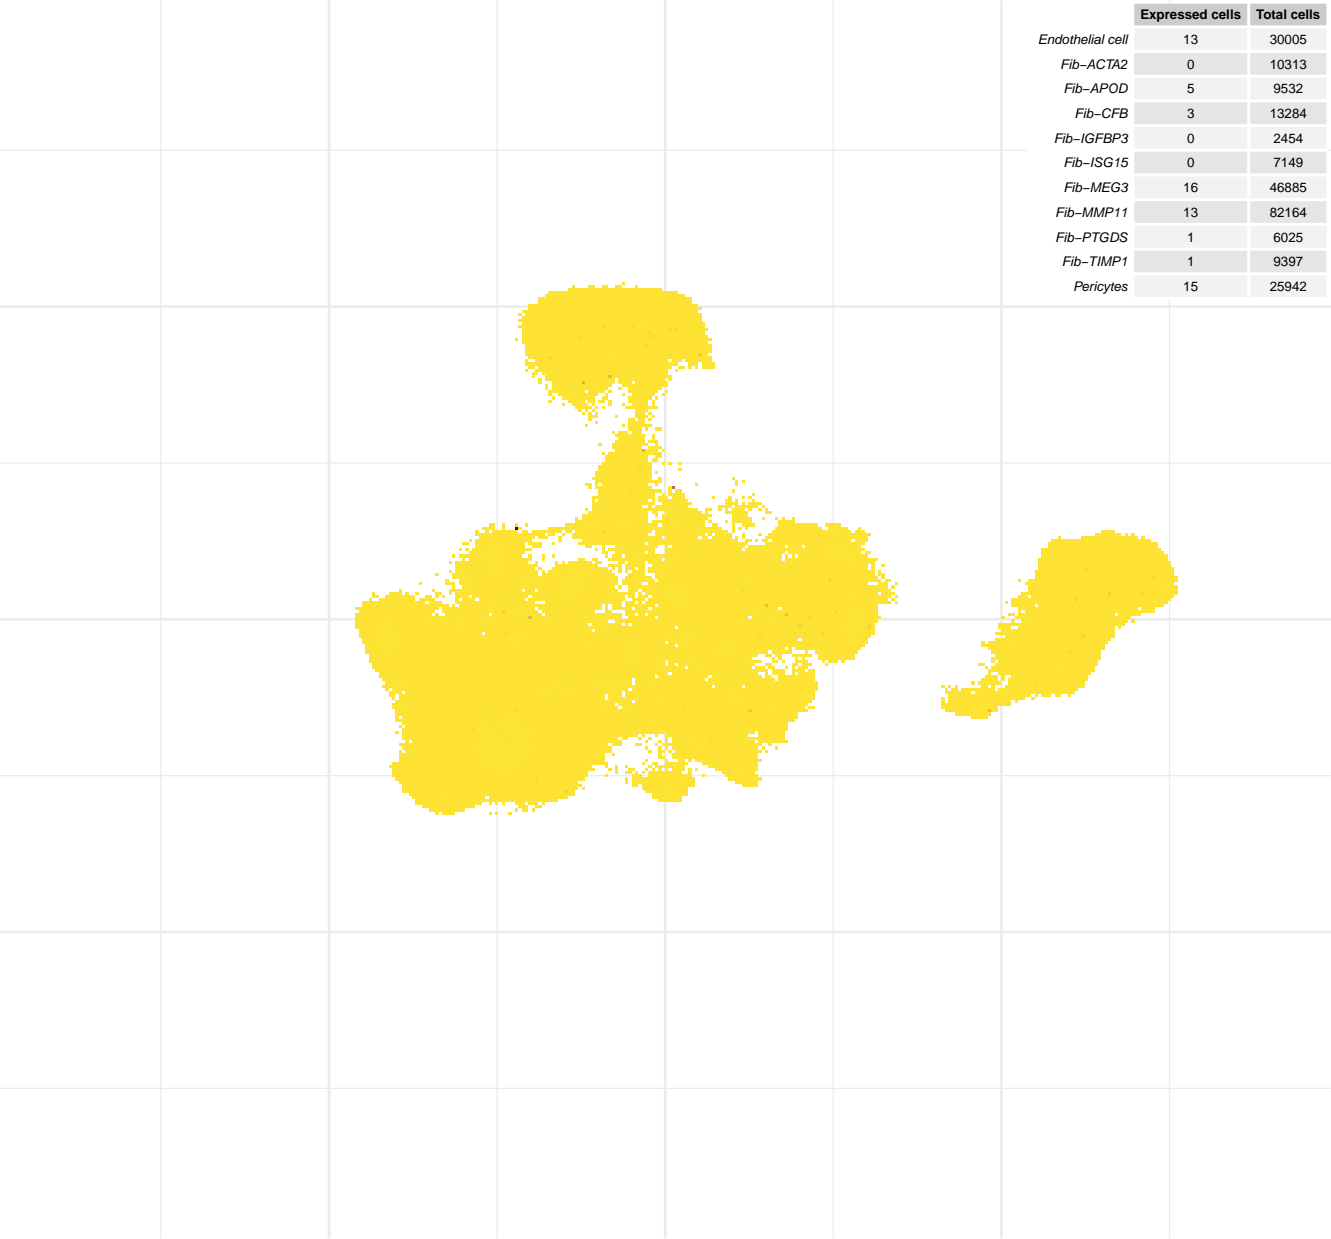 Expressed cells Total cells
Endothelial cell 13 30005
Fib−ACTA2 0 10313
Fib−APOD 5 9532
Fib−CFB 3 13284
Fib−IGFBP3 0 2454
Fib−ISG15 0 7149
Fib−MEG3 16 46885
Fib−MMP11 13 82164
Fib−PTGDS 1 6025
Fib−TIMP1 1 9397
Pericytes 15 25942